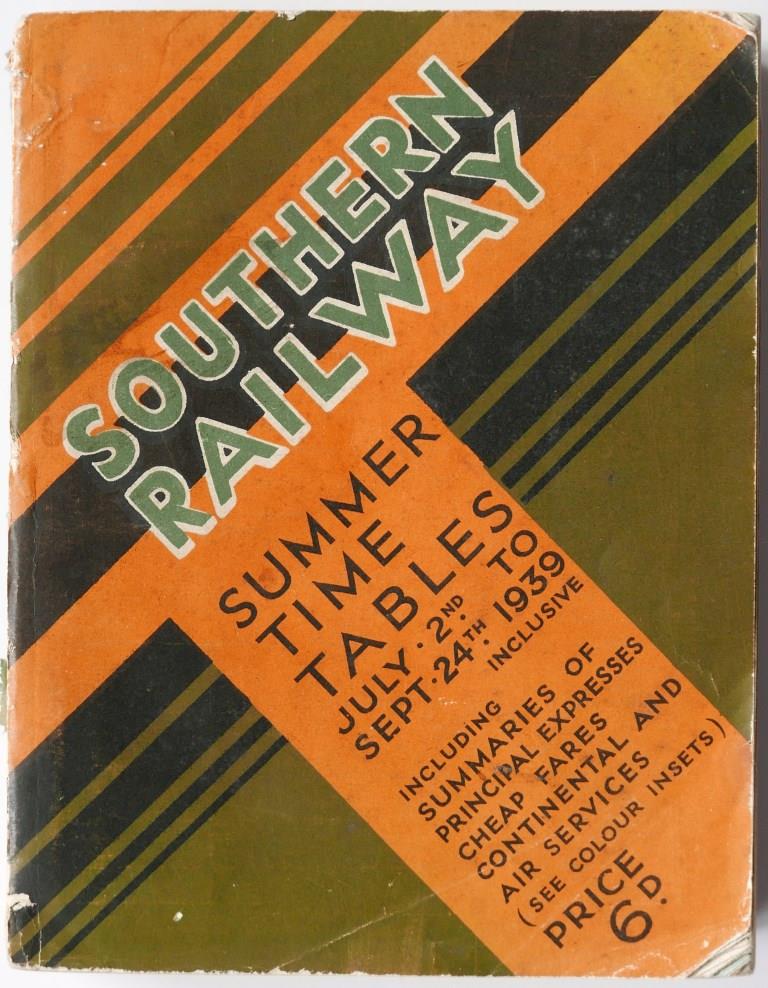 SOUTHERN
RAILWAY
SUMMER
TIME
TABLES
JULY·2ND· TO
SEPT·24TH· 1939
INCLUSIVE
INCLUDING
SUMMARIES OF
PRINCIPAL EXPRESSES
CHEAP FARES
CONTINENTAL AND
AIR SERVICES
(SEE COLOUR INSETS)
PRICE
6D.